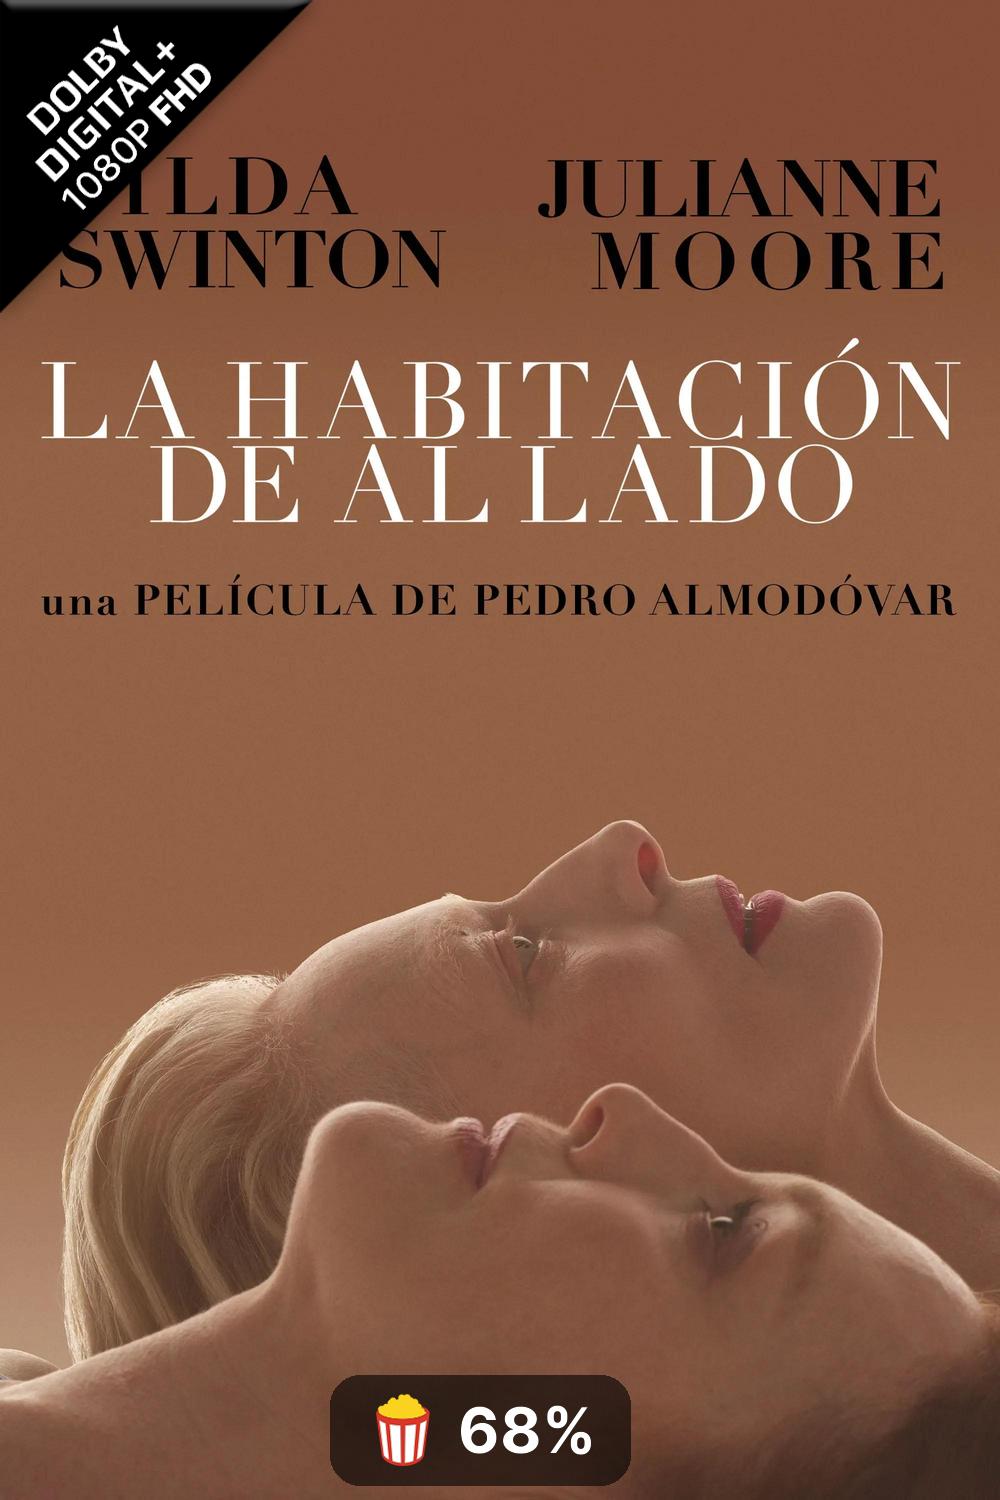 DOLBY
DIGITAL+
1080P FHD
ILDA
SWINTON
JULIANNE
MOORE
LA HABITACIÓN
DE AL LADO
una PELÍCULA DE PEDRO ALMODÓVAR
68%